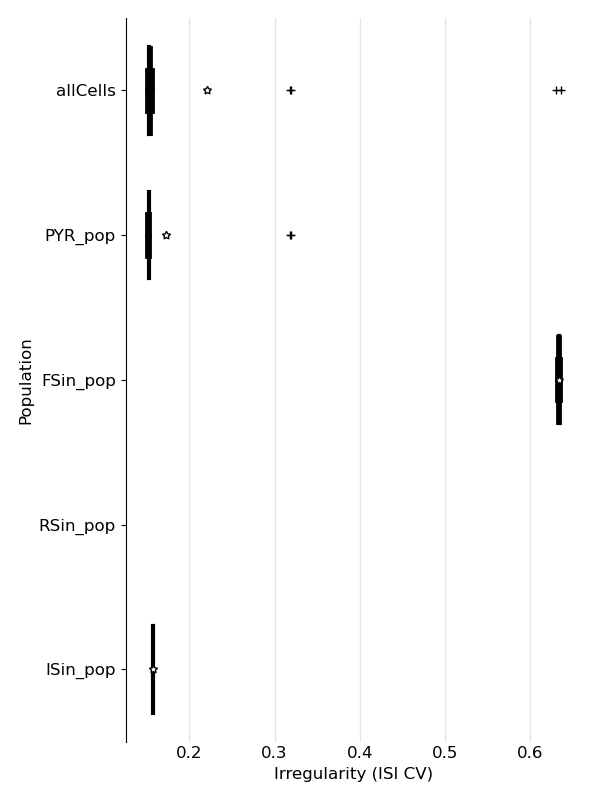 allCells
PYR_pop
FSin_pop
RSin_pop
ISin_pop
Population
0.2 0.3 0.4 0.5 0.6
Irregularity (ISI CV)